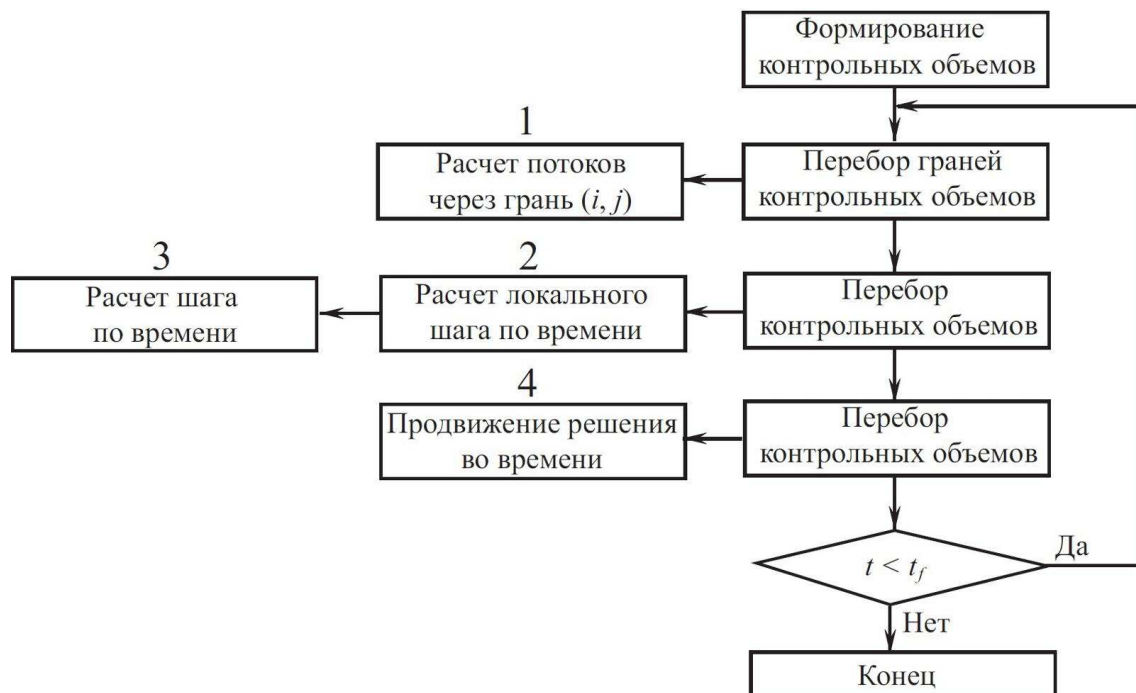 Формирование
контрольных объемов
1
Расчет потоков
через грань (i, j)
Перебор граней
контрольных объемов
3
Расчет шага
по времени
2
Расчет локального
шага по времени
Перебор
контрольных объемов
4
Продвижение решения
во времени
Перебор
контрольных объемов
t < t_f
Да
Нет
Конец